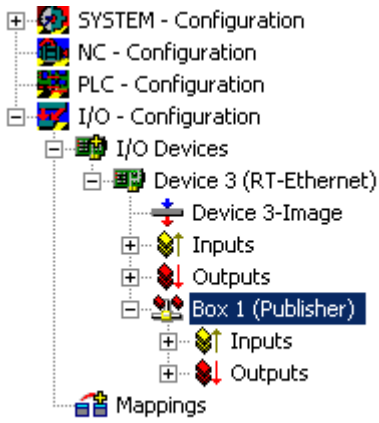 SYSTEM - Configuration
NC - Configuration
PLC - Configuration
I/O - Configuration
I/O Devices
Device 3 (RT-Ethernet)
Device 3-Image
Inputs
Outputs
Box 1 (Publisher)
Inputs
Outputs
Mappings